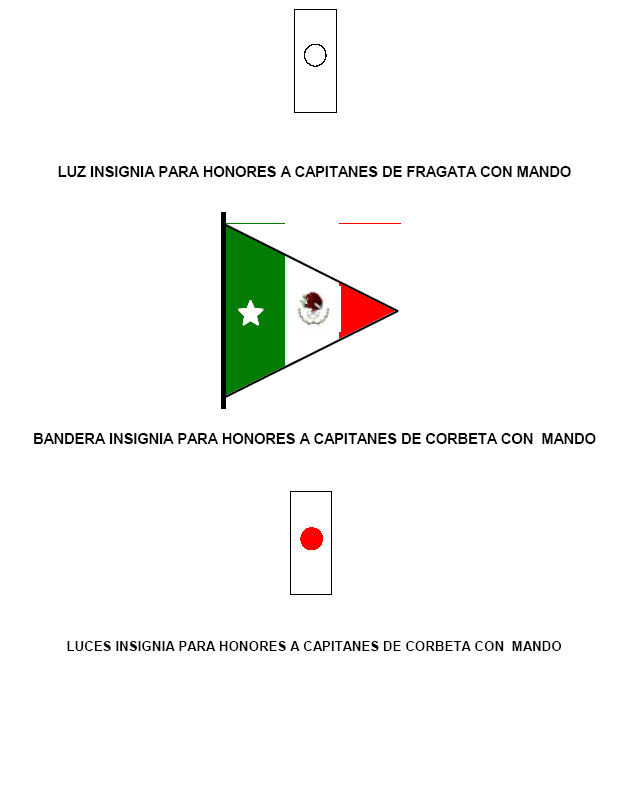 LUZ INSIGNIA PARA HONORES A CAPITANES DE FRAGATA CON MANDO
BANDERA INSIGNIA PARA HONORES A CAPITANES DE CORBETA CON  MANDO
LUCES INSIGNIA PARA HONORES A CAPITANES DE CORBETA CON  MANDO